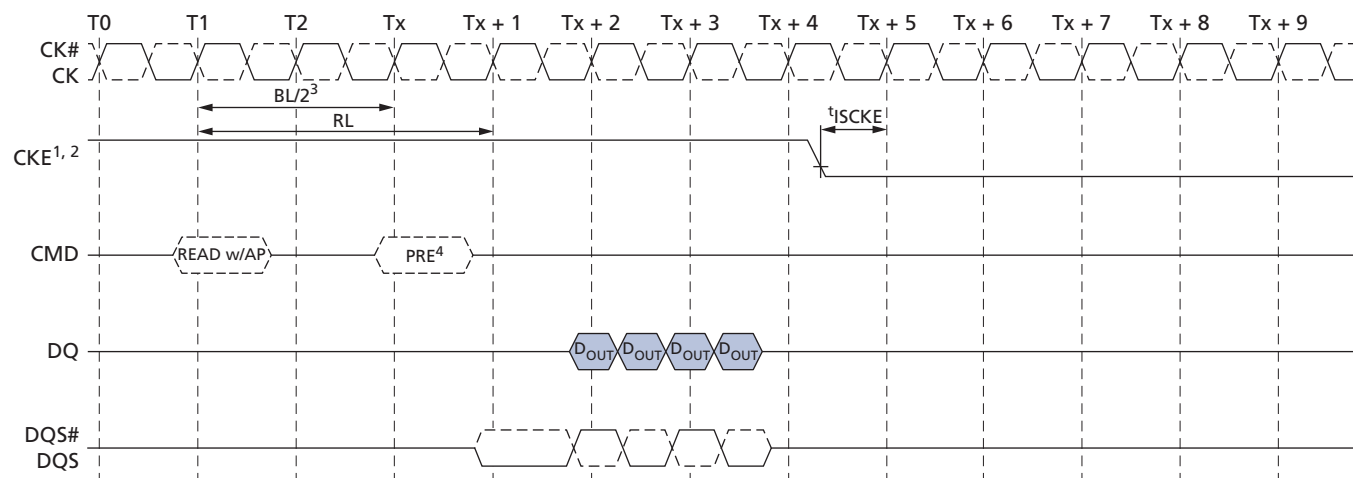 T0 T1 T2 Tx Tx + 1 Tx + 2 Tx + 3 Tx + 4 Tx + 5 Tx + 6 Tx + 7 Tx + 8 Tx + 9
CK#
CK
BL/2³
RL
tISCKE
CKE1, 2
CMD READ w/AP PRE⁴
DQ DOUT DOUT DOUT DOUT
DQS#
DQS